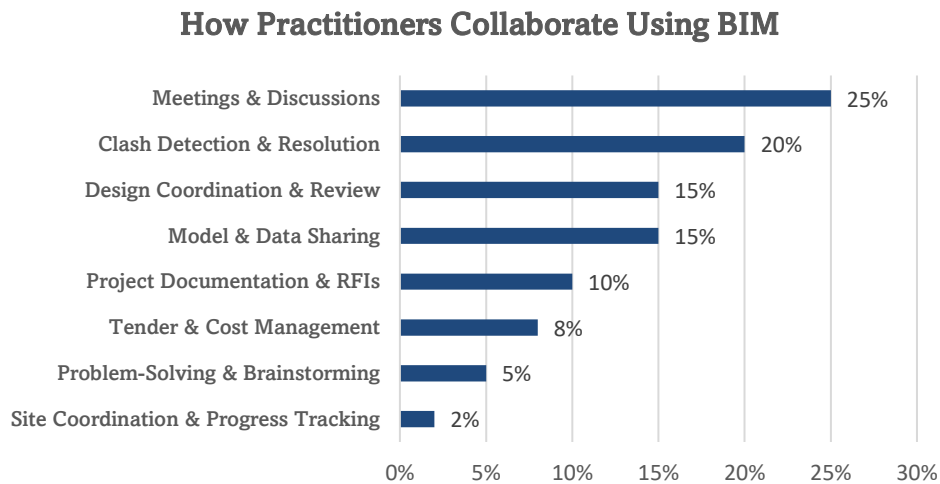 How Practitioners Collaborate Using BIM
Meetings & Discussions 25%
Clash Detection & Resolution 20%
Design Coordination & Review 15%
Model & Data Sharing 15%
Project Documentation & RFIs 10%
Tender & Cost Management 8%
Problem-Solving & Brainstorming 5%
Site Coordination & Progress Tracking 2%
0% 5% 10% 15% 20% 25% 30%